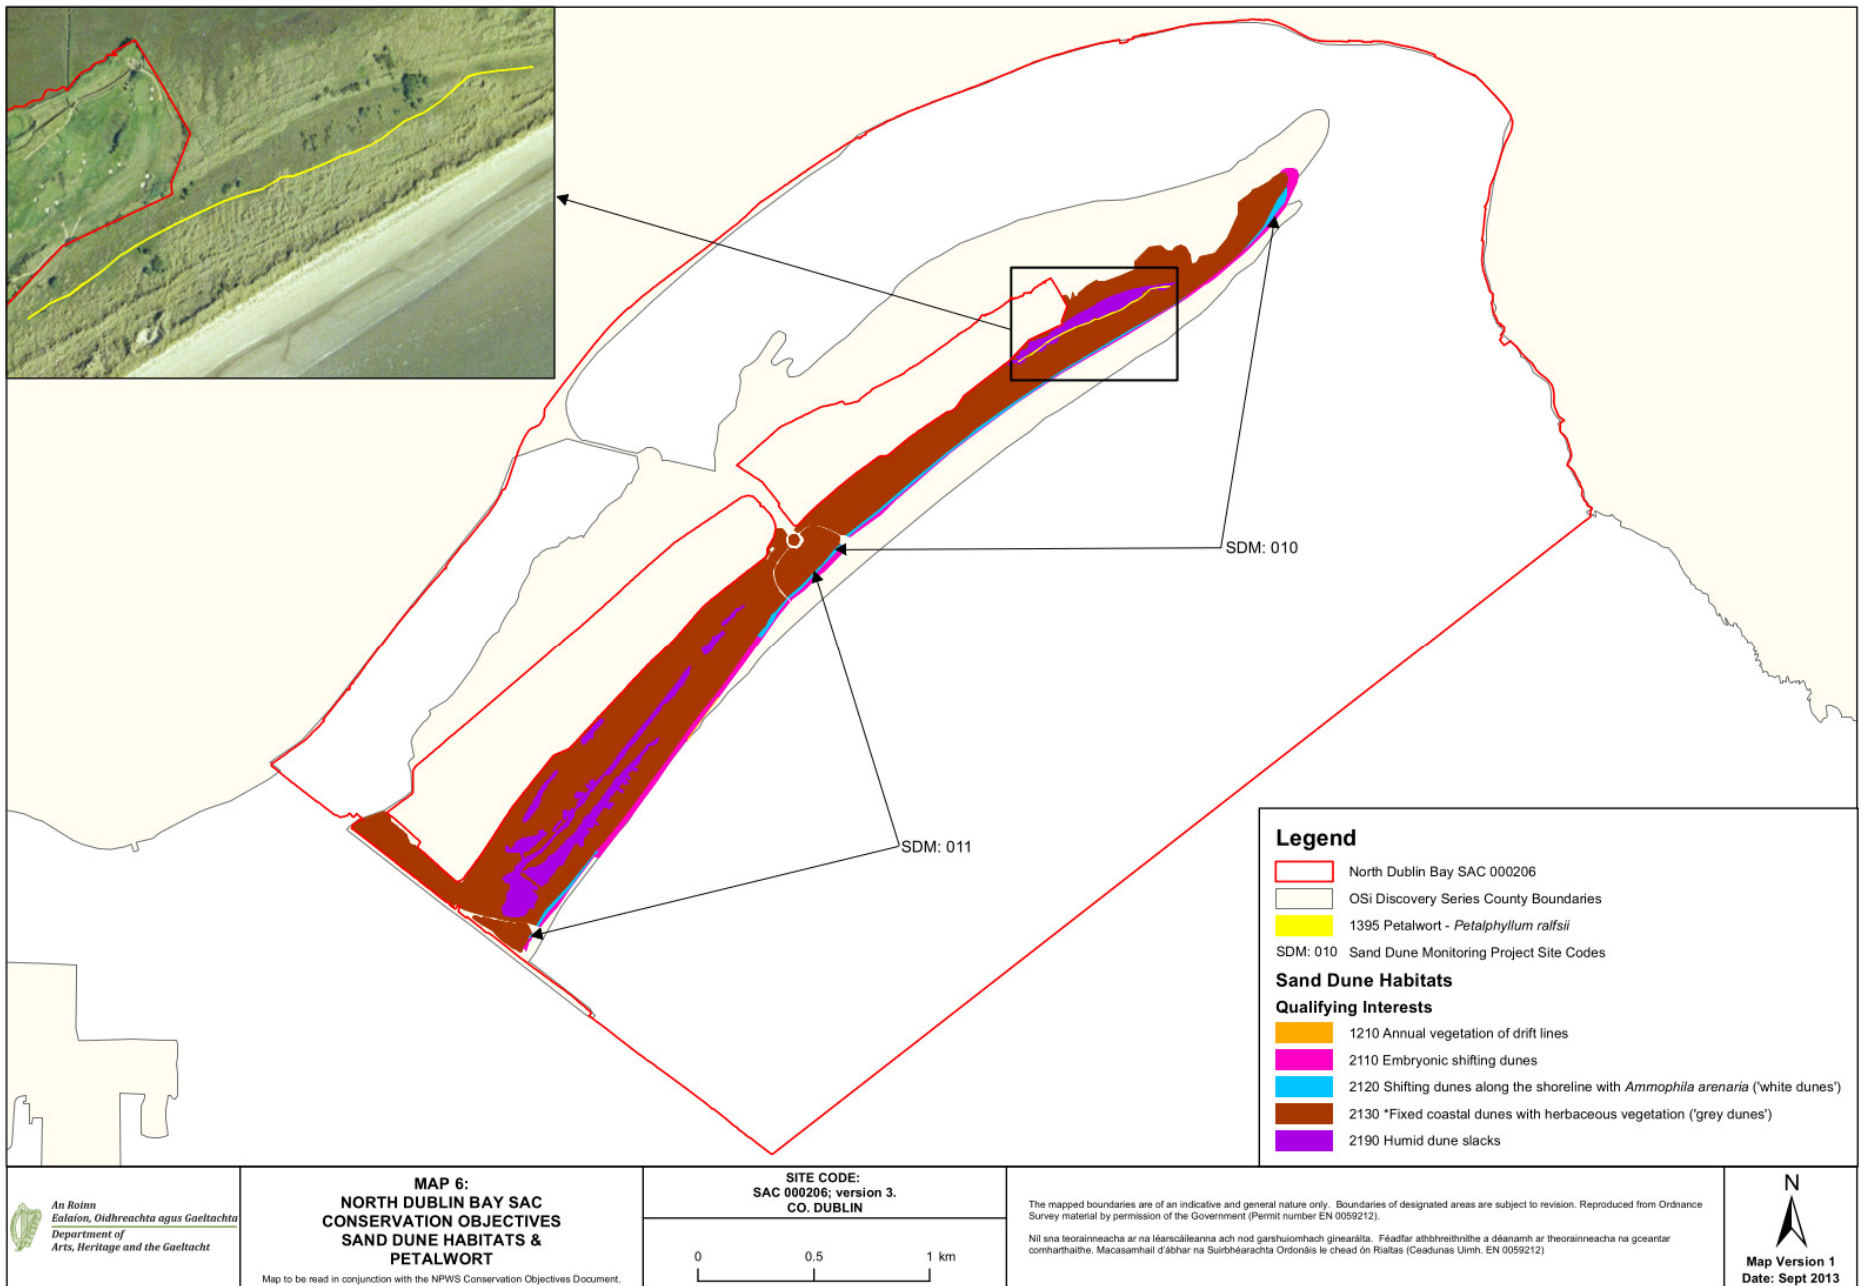 SDM: 010
SDM: 011
Legend
North Dublin Bay SAC 000206
OSi Discovery Series County Boundaries
1395 Petalwort - Petalphyllum ralfsii
SDM: 010 Sand Dune Monitoring Project Site Codes
Sand Dune Habitats
Qualifying Interests
1210 Annual vegetation of drift lines
2110 Embryonic shifting dunes
2120 Shifting dunes along the shoreline with Ammophila arenaria ('white dunes')
2130 *Fixed coastal dunes with herbaceous vegetation ('grey dunes')
2190 Humid dune slacks
An Roinn
Ealaíon, Oidhreachta agus Gaeltachta
Department of
Arts, Heritage and the Gaeltacht
MAP 6:
NORTH DUBLIN BAY SAC
CONSERVATION OBJECTIVES
SAND DUNE HABITATS &
PETALWORT
Map to be read in conjunction with the NPWS Conservation Objectives Document.
SITE CODE:
SAC 000206; version 3.
CO. DUBLIN
0 0.5 1 km
The mapped boundaries are of an indicative and general nature only. Boundaries of designated areas are subject to revision. Reproduced from Ordnance
Survey material by permission of the Government (Permit number EN 0059212).
Níl sna teorainneacha ar na léarscáileanna ach nod garshuiomhach ginearálta. Féadfar athbhreithnithe a déanamh ar theorainneacha na gceantar
comharthaithe. Macasamhail d'ábhar na Suirbhéarachta Ordonáis le chead ón Rialtas (Ceadunas Uimh. EN 0059212)
N
Map Version 1
Date: Sept 2013